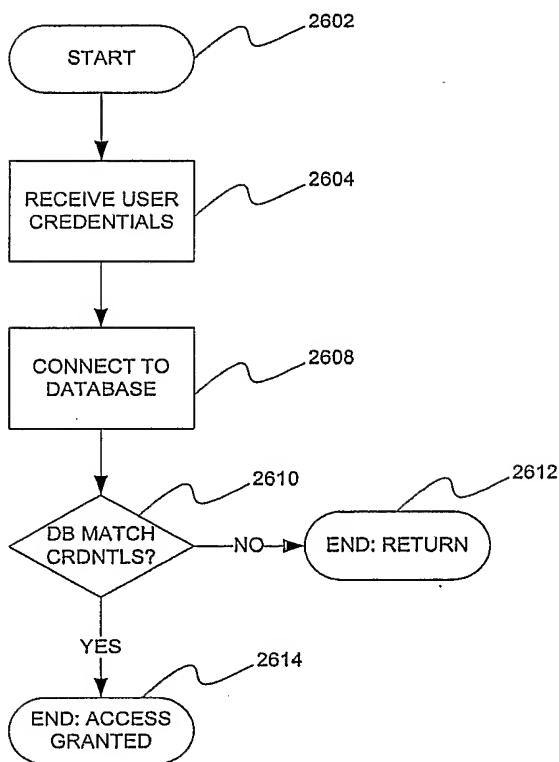 2602
START
2604
RECEIVE USER
CREDENTIALS
2608
CONNECT TO
DATABASE
2610
2612
DB MATCH
CRDNTLS?
NO
END: RETURN
YES
2614
END: ACCESS
GRANTED